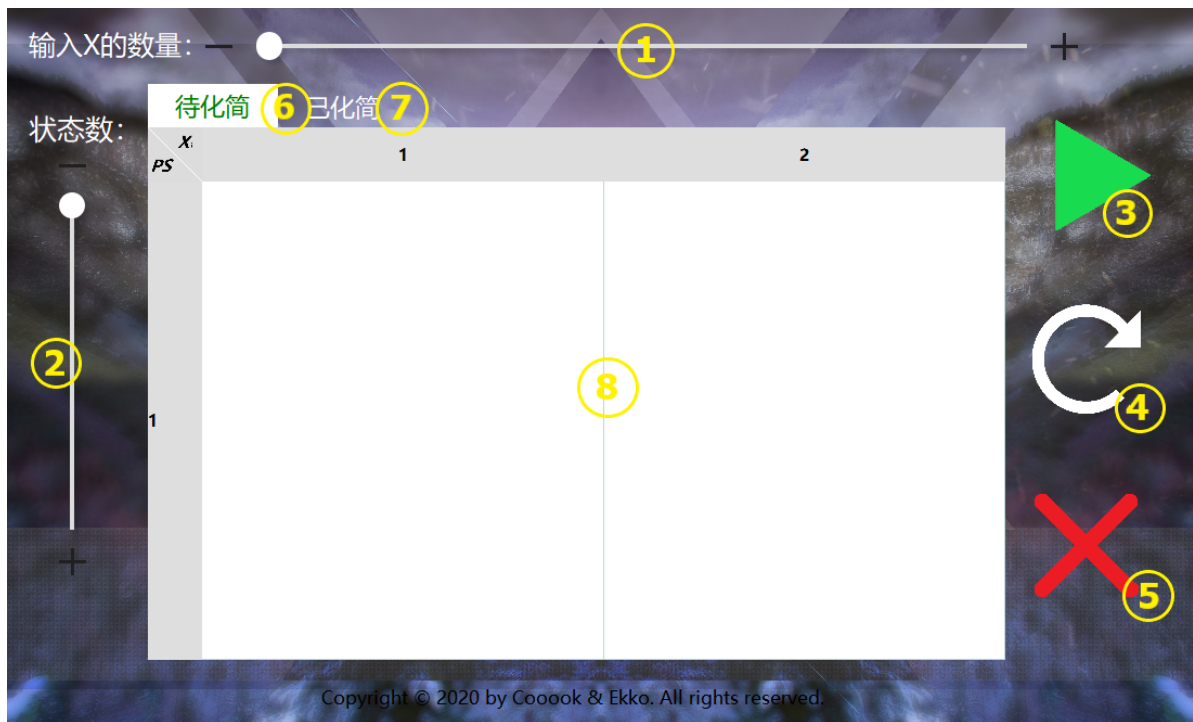 输入X的数量：
①
待化简 ⑥ 已化简 ⑦
状态数：
Xi
PS
1 2
③
②
⑧
④
1
⑤
Copyright © 2020 by Cooook & Ekko. All rights reserved.